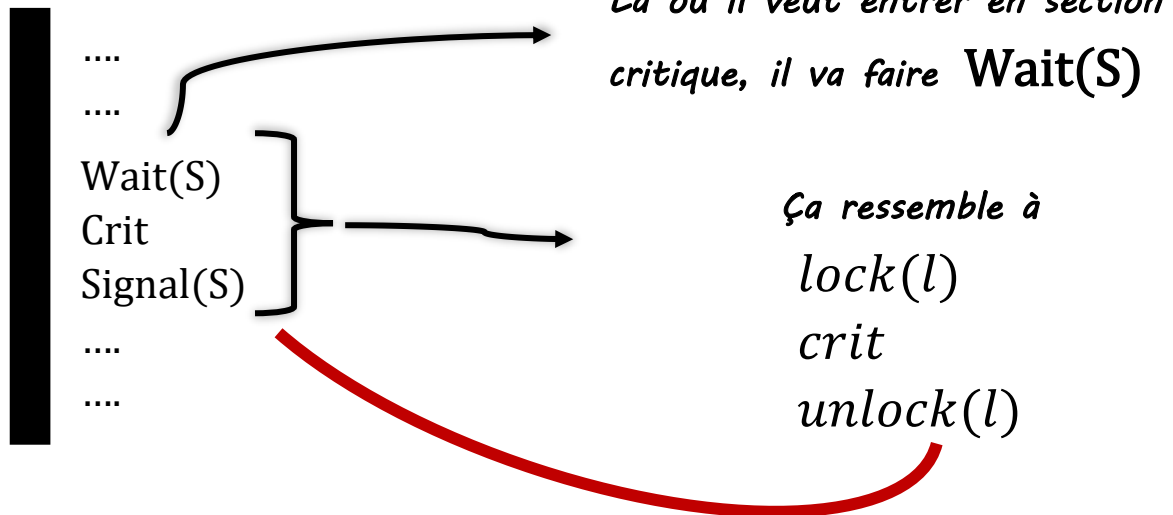 ....
....
Wait(S)
Crit
Signal(S)
....
....
Là où il veut entrer en section
critique, il va faire Wait(S)
Ça ressemble à
lock(l)
crit
unlock(l)